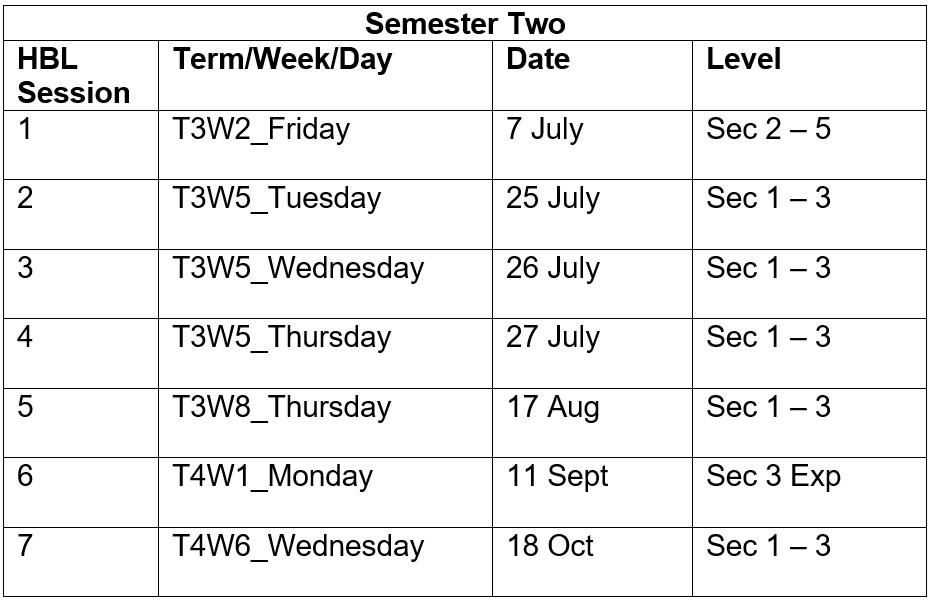 Semester Two
HBL Session Term/Week/Day Date Level
1 T3W2_Friday 7 July Sec 2 – 5
2 T3W5_Tuesday 25 July Sec 1 – 3
3 T3W5_Wednesday 26 July Sec 1 – 3
4 T3W5_Thursday 27 July Sec 1 – 3
5 T3W8_Thursday 17 Aug Sec 1 – 3
6 T4W1_Monday 11 Sept Sec 3 Exp
7 T4W6_Wednesday 18 Oct Sec 1 – 3